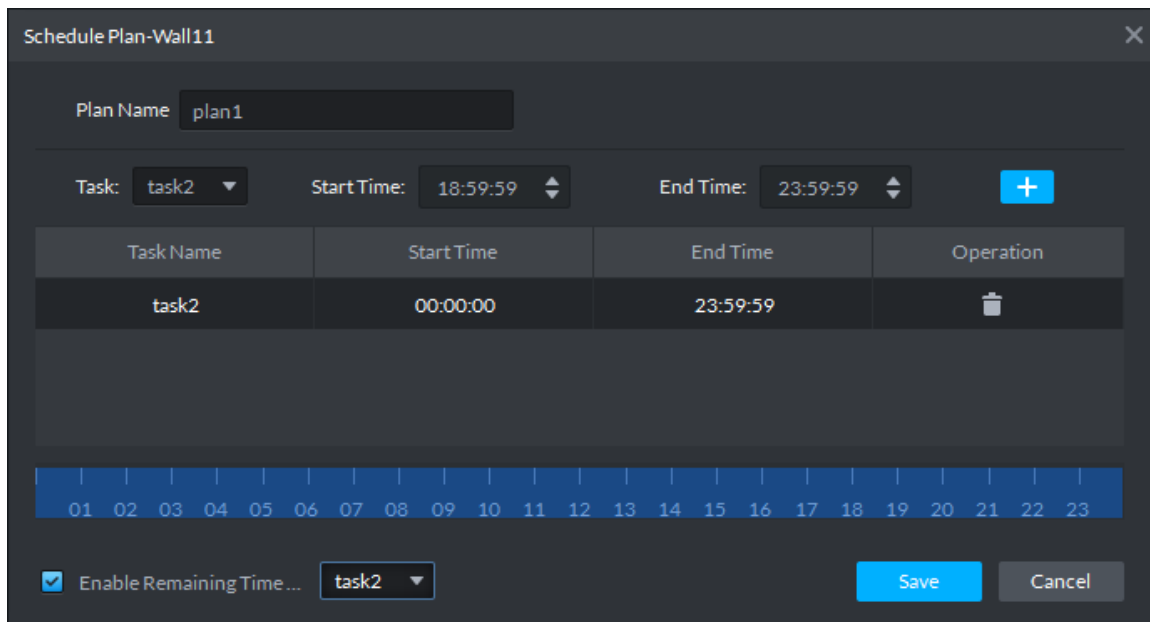 Schedule Plan-Wall11
Plan Name plan1
Task: task2 Start Time: 18:59:59 End Time: 23:59:59
Task Name Start Time End Time Operation
task2 00:00:00 23:59:59
01 02 03 04 05 06 07 08 09 10 11 12 13 14 15 16 17 18 19 20 21 22 23
Enable Remaining Time ... task2 Save Cancel